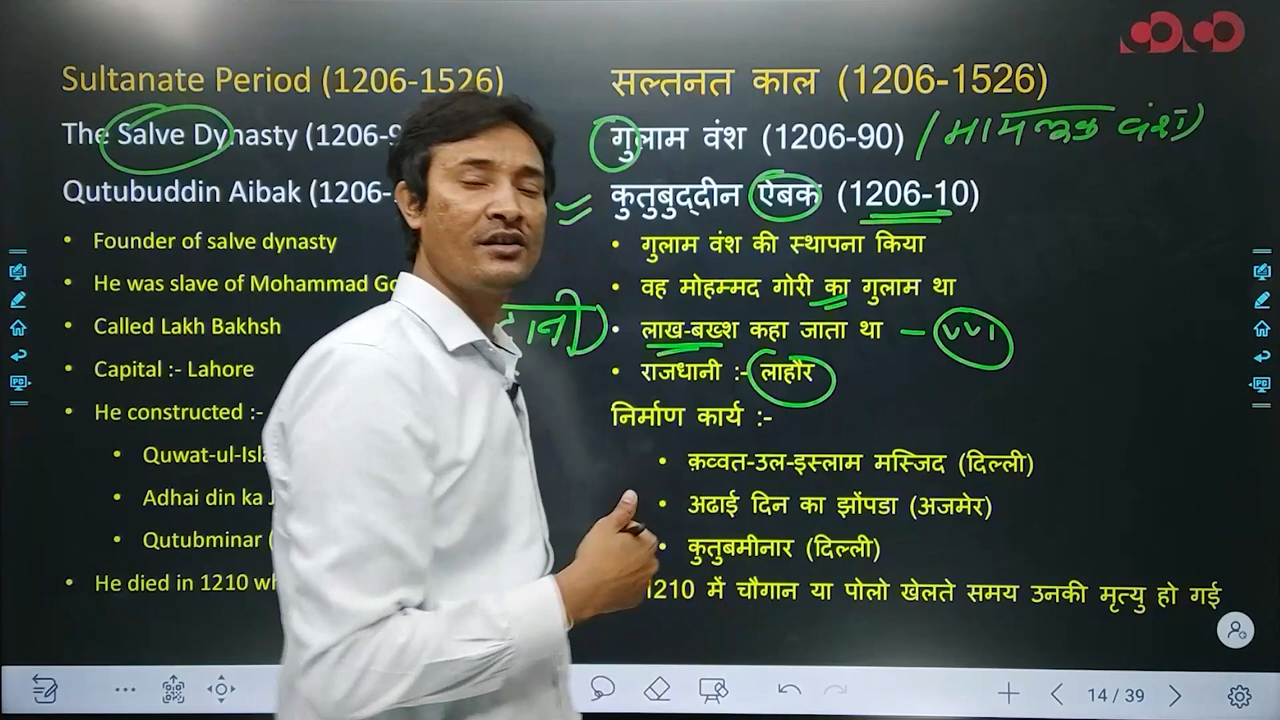 Sultanate Period (1206-1526)
The Salve Dynasty (1206-9
Qutubuddin Aibak (1206-
• Founder of salve dynasty
• He was slave of Mohammad Go
• Called Lakh Bakhsh
• Capital :- Lahore
• He constructed :-
• Quwat-ul-Isla
• Adhai din ka J
• Qutubminar (
• He died in 1210 wh
सल्तनत काल (1206-1526)
गुलाम वंश (1206-90) / मामलूक वंश
कुतुबुद्दीन ऐबक (1206-10)
• गुलाम वंश की स्थापना किया
• वह मोहम्मद गोरी का गुलाम था
• लाख-बख्श कहा जाता था – VVI
• राजधानी :- लाहौर
निर्माण कार्य :-
• क़व्वत-उल-इस्लाम मस्जिद (दिल्ली)
• अढाई दिन का झोंपडा (अजमेर)
• कुतुबमीनार (दिल्ली)
1210 में चौगान या पोलो खेलते समय उनकी मृत्यु हो गई
14 / 39